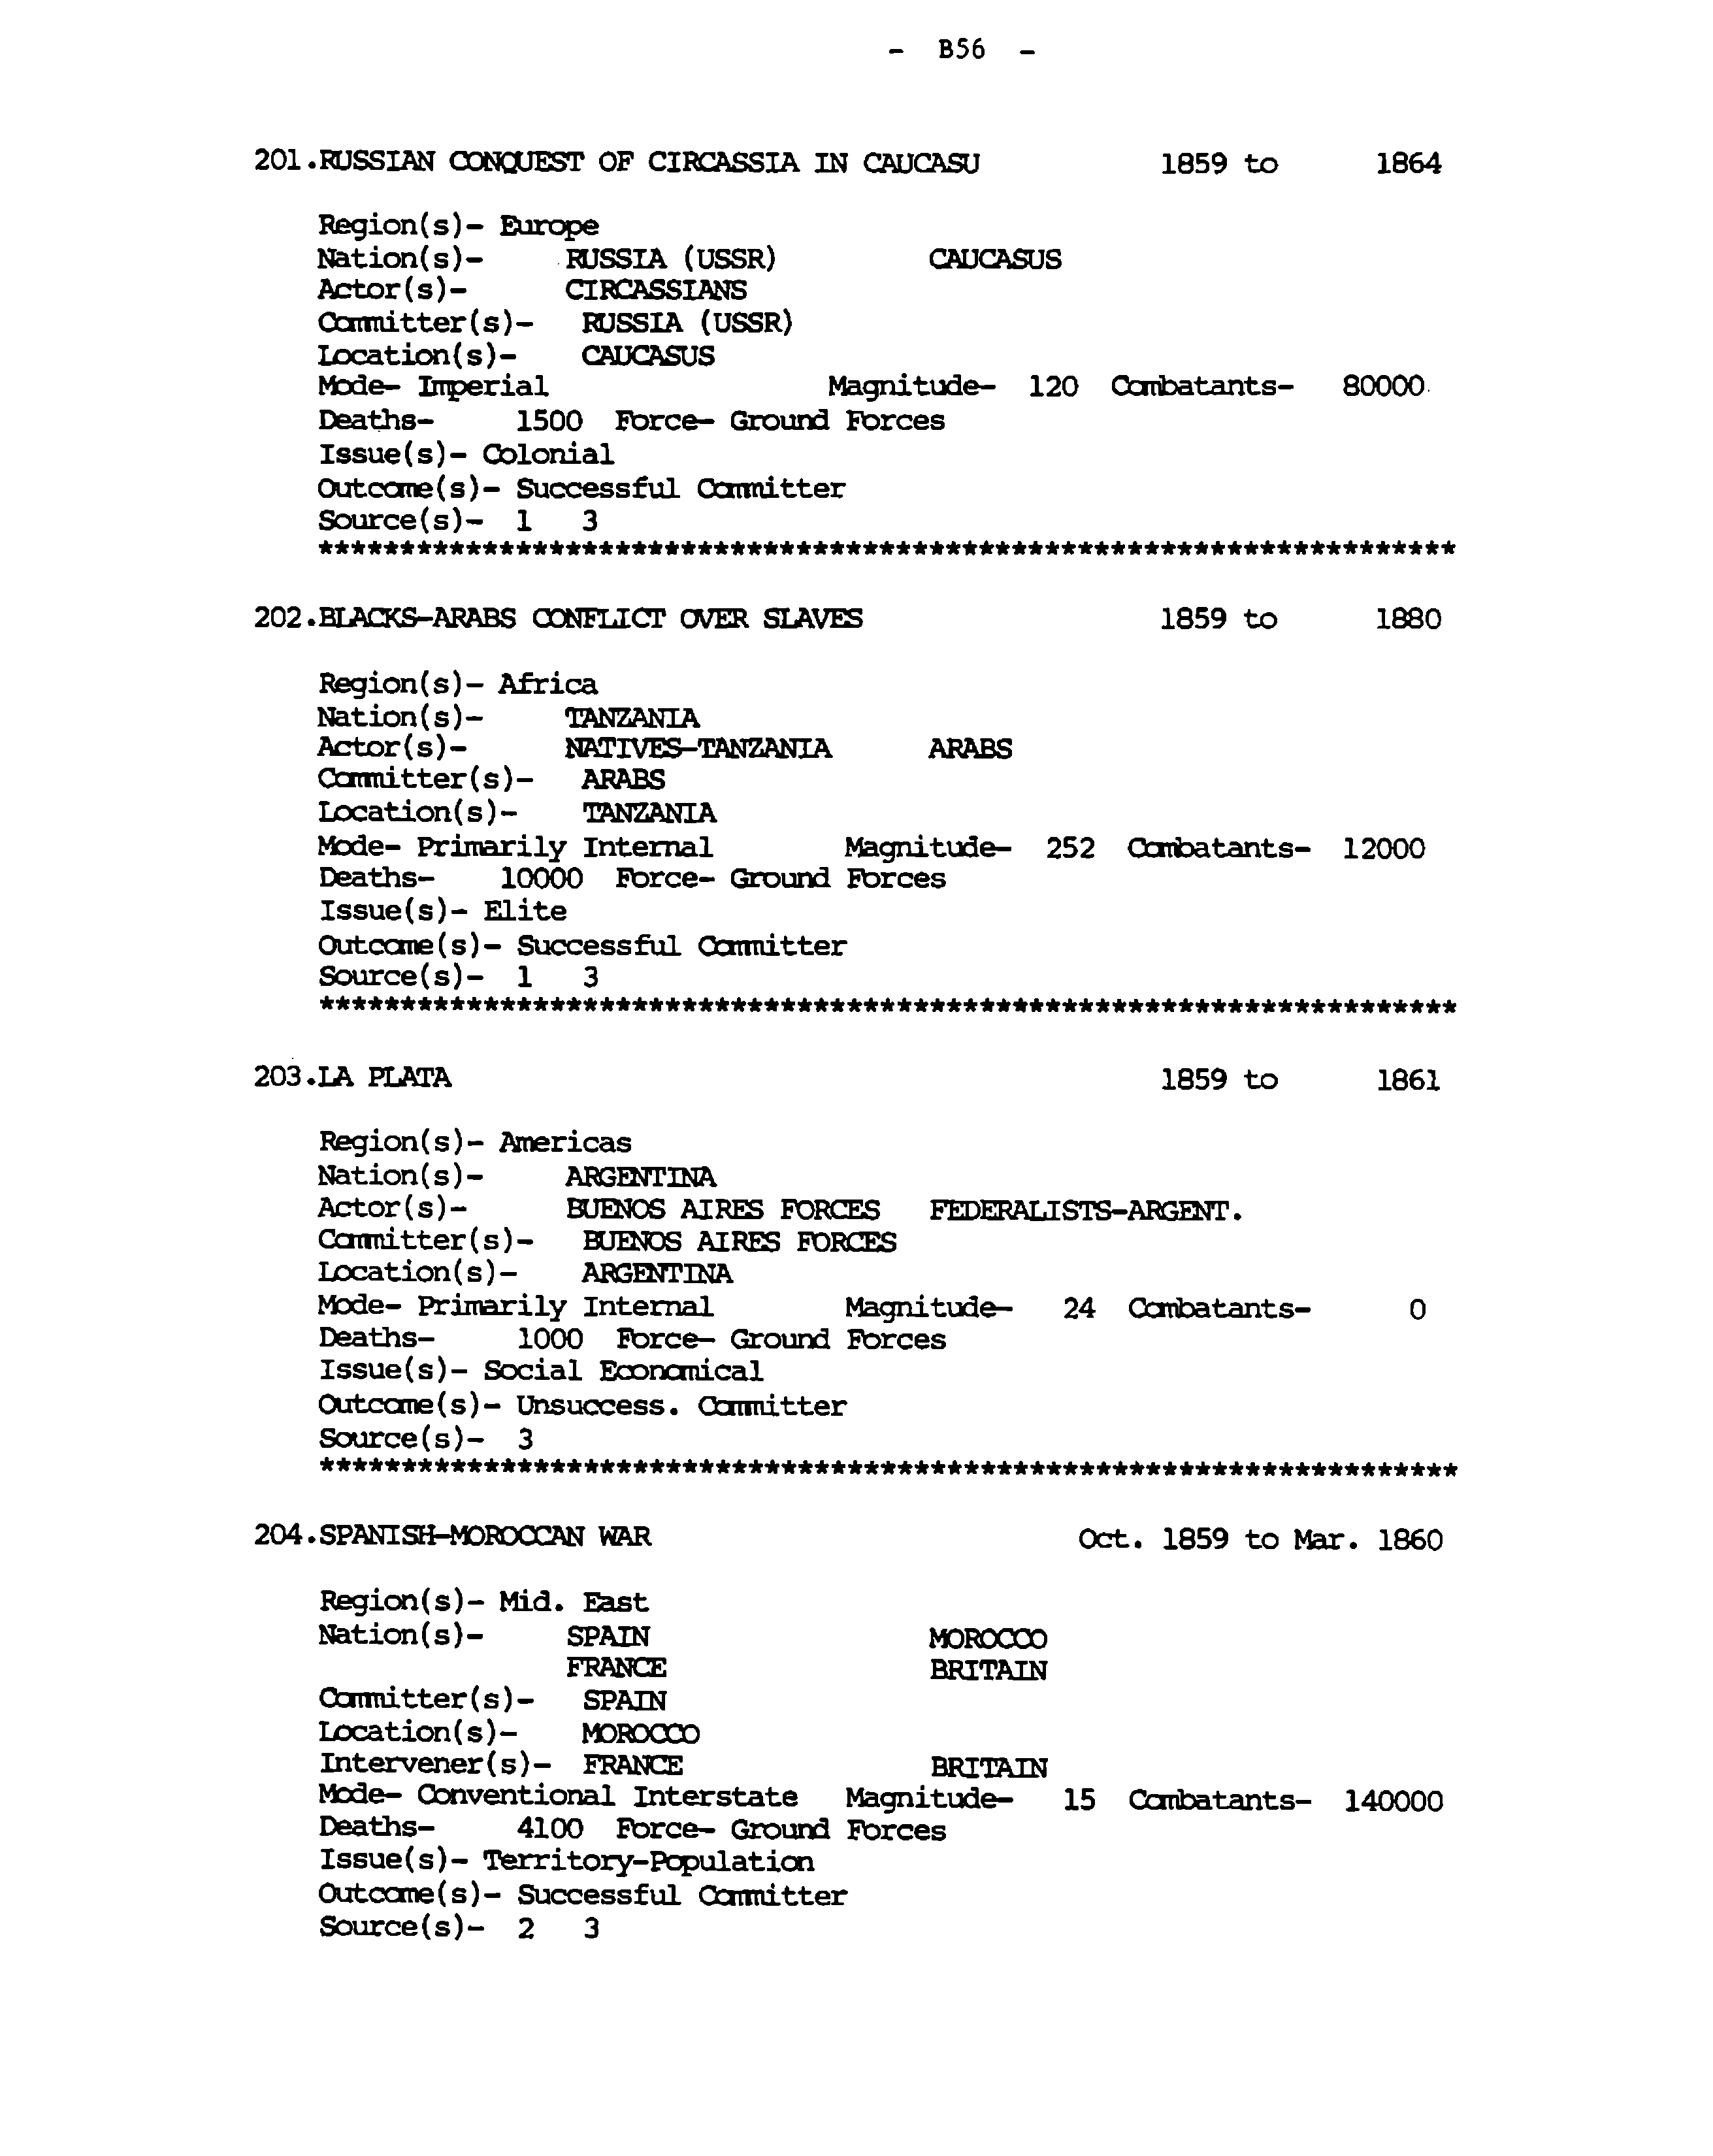 - B56 -
201.RUSSIAN CONQUEST OF CIRCASSIA IN CAUCASU 1859 to 1864
Region(s)- Europe
Nation(s)- RUSSIA (USSR) CAUCASUS
Actor(s)- CIRCASSIANS
Committer(s)- RUSSIA (USSR)
Location(s)- CAUCASUS
Mode- Imperial Magnitude- 120 Combatants- 80000
Deaths- 1500 Force- Ground Forces
Issue(s)- Colonial
Outcome(s)- Successful Committer
Source(s)- 1 3
*********************************************************************
202.BLACKS-ARABS CONFLICT OVER SLAVES 1859 to 1880
Region(s)- Africa
Nation(s)- TANZANIA
Actor(s)- NATIVES-TANZANIA ARABS
Committer(s)- ARABS
Location(s)- TANZANIA
Mode- Primarily Internal Magnitude- 252 Combatants- 12000
Deaths- 10000 Force- Ground Forces
Issue(s)- Elite
Outcome(s)- Successful Committer
Source(s)- 1 3
*********************************************************************
203.LA PLATA 1859 to 1861
Region(s)- Americas
Nation(s)- ARGENTINA
Actor(s)- BUENOS AIRES FORCES FEDERALISTS-ARGENT.
Committer(s)- BUENOS AIRES FORCES
Location(s)- ARGENTINA
Mode- Primarily Internal Magnitude- 24 Combatants- 0
Deaths- 1000 Force- Ground Forces
Issue(s)- Social Economical
Outcome(s)- Unsuccess. Committer
Source(s)- 3
*********************************************************************
204.SPANISH-MOROCCAN WAR Oct. 1859 to Mar. 1860
Region(s)- Mid. East
Nation(s)- SPAIN MOROCCO
FRANCE BRITAIN
Committer(s)- SPAIN
Location(s)- MOROCCO
Intervener(s)- FRANCE BRITAIN
Mode- Conventional Interstate Magnitude- 15 Combatants- 140000
Deaths- 4100 Force- Ground Forces
Issue(s)- Territory-Population
Outcome(s)- Successful Committer
Source(s)- 2 3